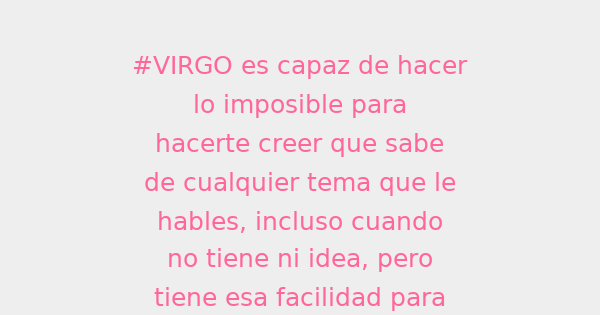 #VIRGO es capaz de hacer
lo imposible para
hacerte creer que sabe
de cualquier tema que le
hables, incluso cuando
no tiene ni idea, pero
tiene esa facilidad para